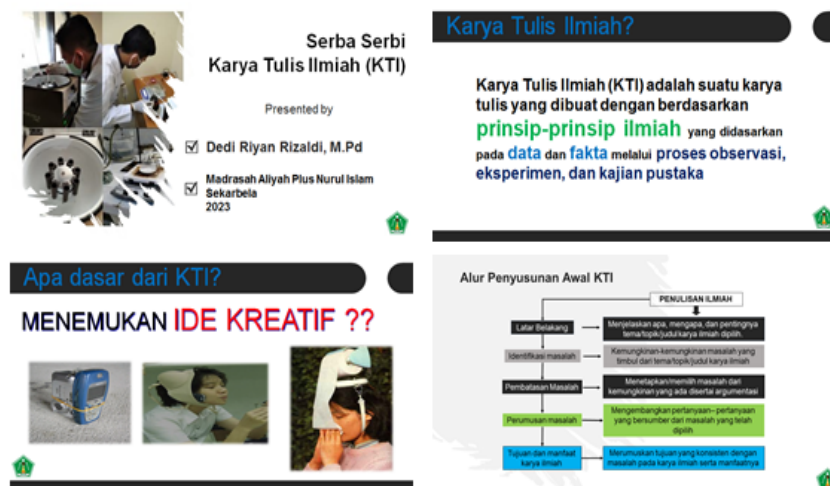 Serba Serbi
Karya Tulis Ilmiah (KTI)
Presented by
Dedi Riyan Rizaldi, M.Pd
Madrasah Aliyah Plus Nurul Islam
Sekarbela
2023
Karya Tulis Ilmiah?
Karya Tulis Ilmiah (KTI) adalah suatu karya
tulis yang dibuat dengan berdasarkan
prinsip-prinsip ilmiah yang didasarkan
pada data dan fakta melalui proses observasi,
eksperimen, dan kajian pustaka
Apa dasar dari KTI?
MENEMUKAN IDE KREATIF ??
Alur Penyusunan Awal KTI
PENULISAN ILMIAH
Latar Belakang
Menjelaskan apa, mengapa, dan pentingnya
tema/topik/judul karya ilmiah dipilih.
Identifikasi masalah
Kemungkinan-kemungkinan masalah yang
timbul dari tema/topik/judul karya ilmiah
Pembatasan Masalah
Menetapkan/memilih masalah dari
kemungkinan yang ada disertai argumentasi
Perumusan masalah
Mengembangkan pertanyaan– pertanyaan
yang bersumber dari masalah yang telah
dipilih
Tujuan dan manfaat
karya ilmiah
Merumuskan tujuan yang konsisten dengan
masalah pada karya ilmiah serta manfaatnya